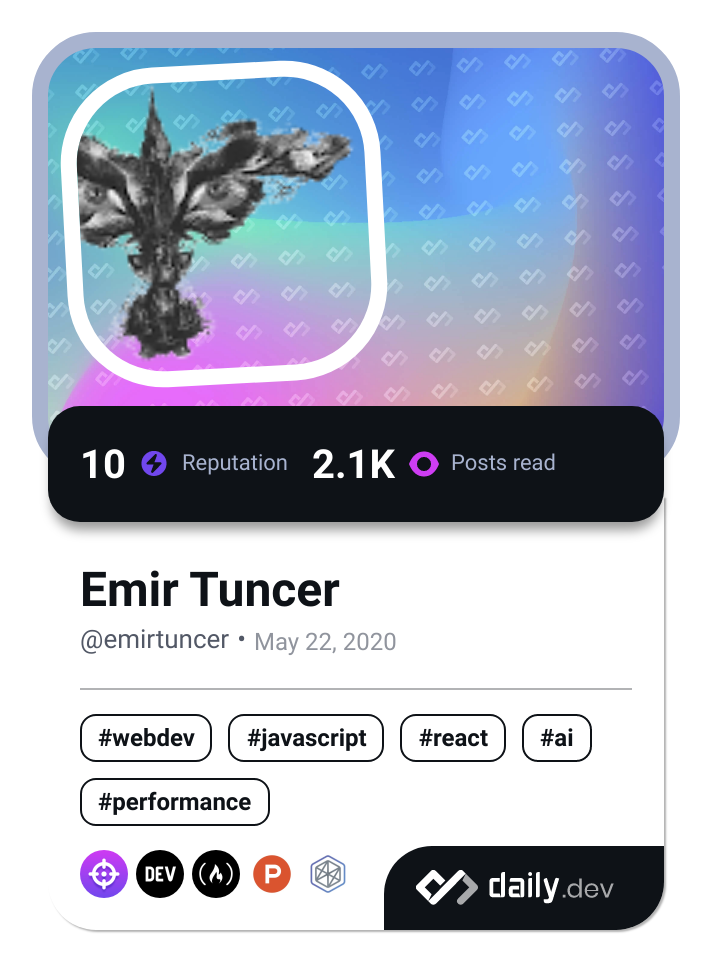 10 Reputation 2.1K Posts read
Emir Tuncer
@emirtuncer • May 22, 2020
#webdev #javascript #react #ai
#performance
DEV P daily.dev